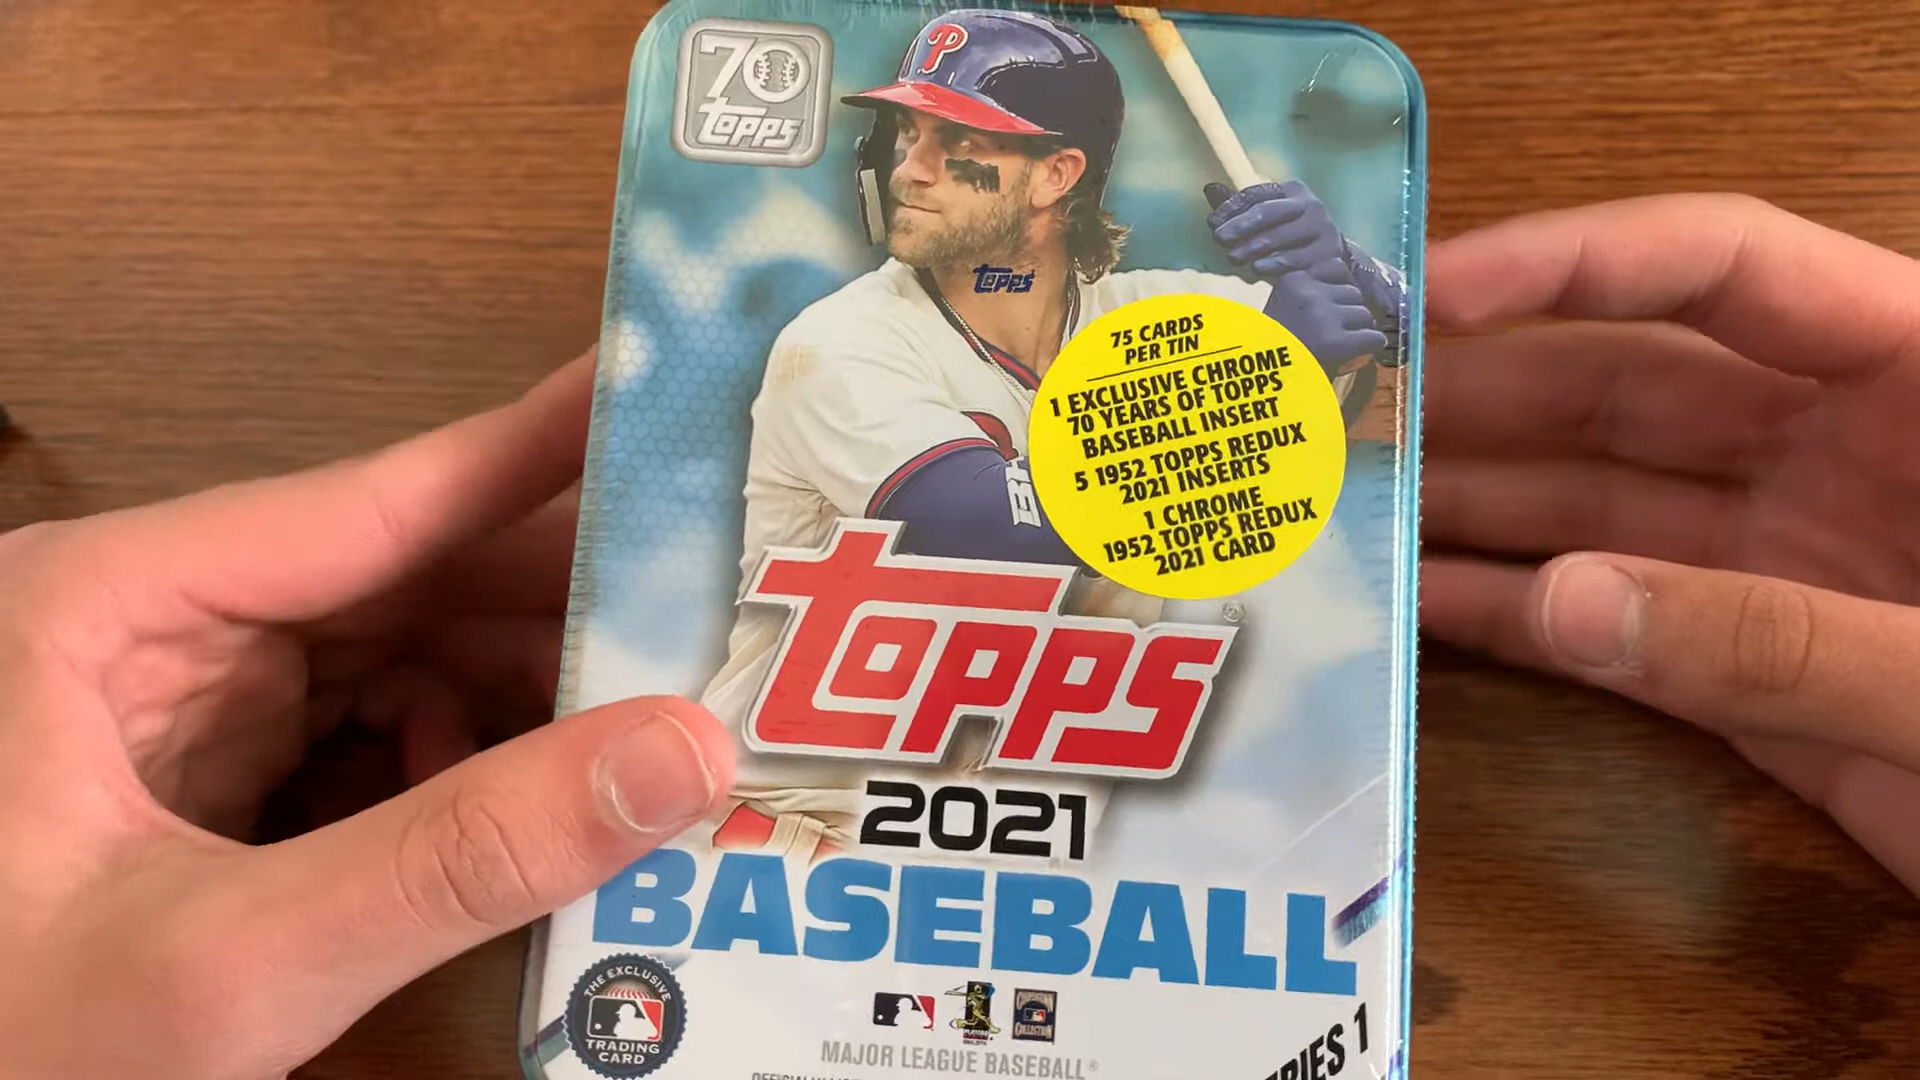 70
TOPPS
P
TOPPS
75 CARDS
PER TIN
1 EXCLUSIVE CHROME
70 YEARS OF TOPPS
BASEBALL INSERT
5 1952 TOPPS REDUX
2021 INSERTS
1 CHROME
1952 TOPPS REDUX
2021 CARD
TOPPS®
2021
BASEBALL
THE EXCLUSIVE
TRADING
CARD
MAJOR LEAGUE BASEBALL®
1